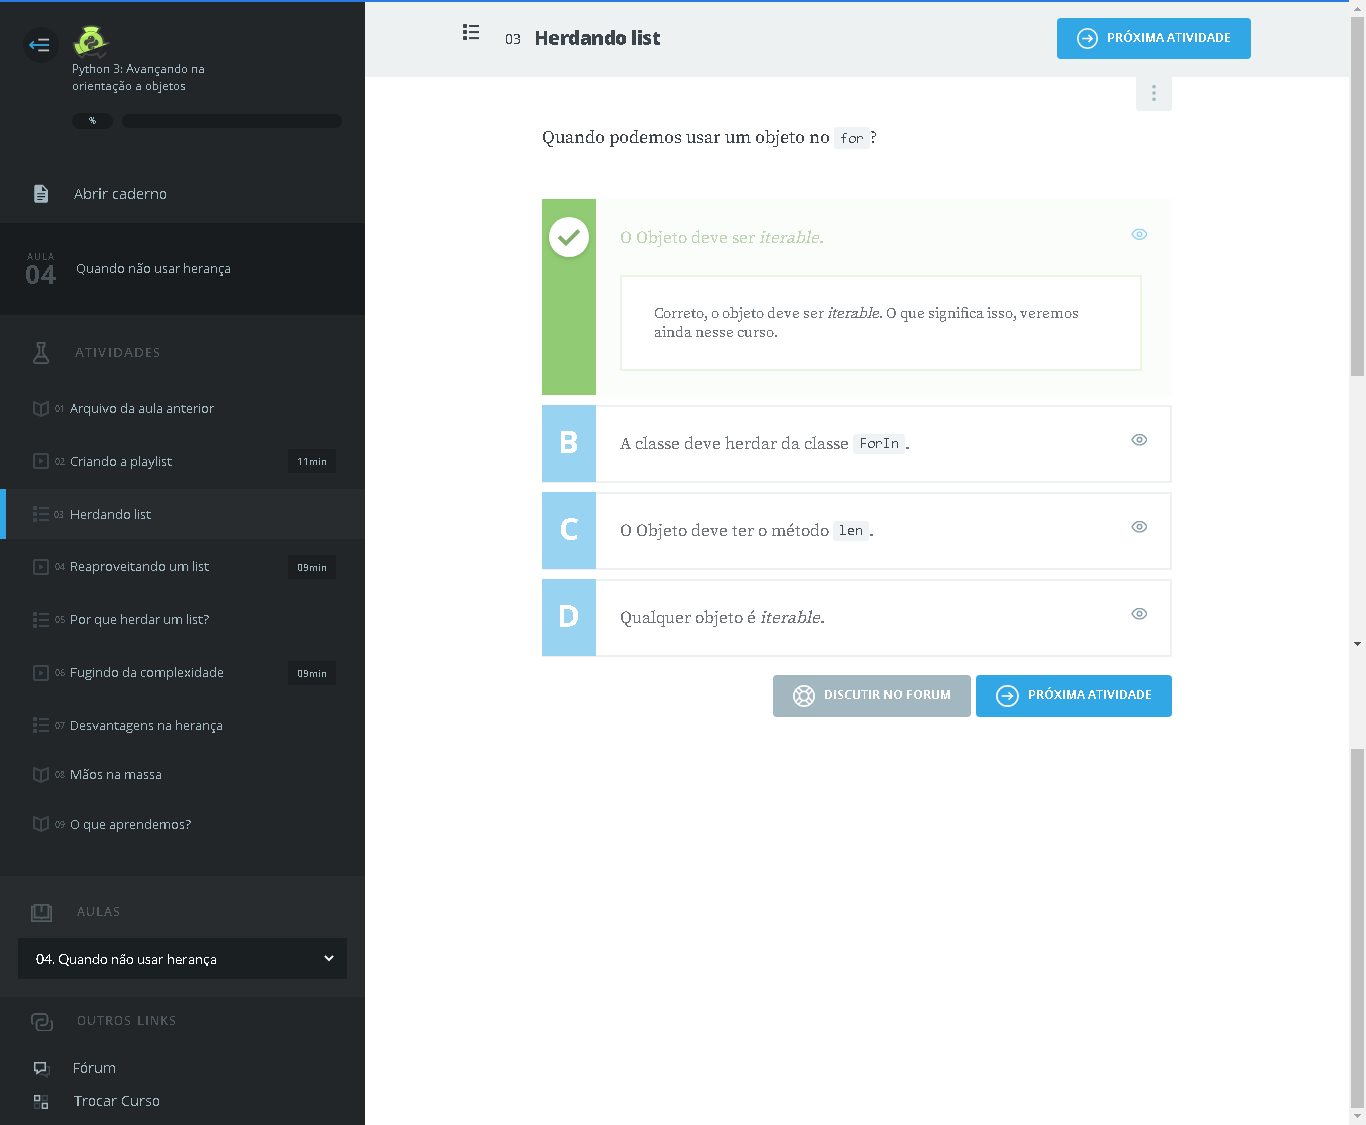 Python 3: Avançando na
orientação a objetos
%
Abrir caderno
AULA
04
Quando não usar herança
ATIVIDADES
01 Arquivo da aula anterior
02 Criando a playlist 11min
03 Herdando list
04 Reaproveitando um list 09min
05 Por que herdar um list?
06 Fugindo da complexidade 09min
07 Desvantagens na herança
08 Mãos na massa
09 O que aprendemos?
AULAS
04. Quando não usar herança
OUTROS LINKS
Fórum
Trocar Curso
03 Herdando list
PRÓXIMA ATIVIDADE
Quando podemos usar um objeto no for ?
O Objeto deve ser iterable.
Correto, o objeto deve ser iterable. O que significa isso, veremos
ainda nesse curso.
B A classe deve herdar da classe ForIn .
C O Objeto deve ter o método len .
D Qualquer objeto é iterable.
DISCUTIR NO FORUM
PRÓXIMA ATIVIDADE